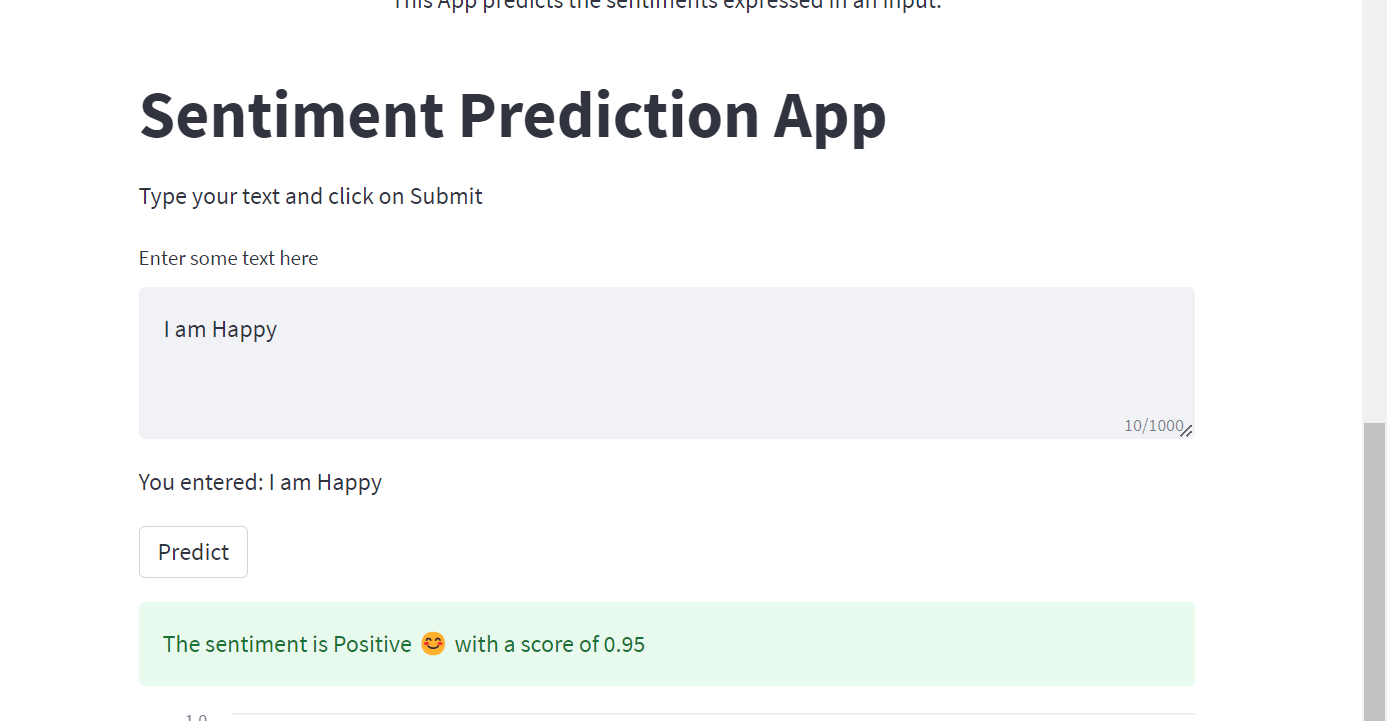 This App predicts the sentiments expressed in an input.
Sentiment Prediction App
Type your text and click on Submit
Enter some text here
I am Happy
10/1000
You entered: I am Happy
Predict
The sentiment is Positive 😊 with a score of 0.95
1.0